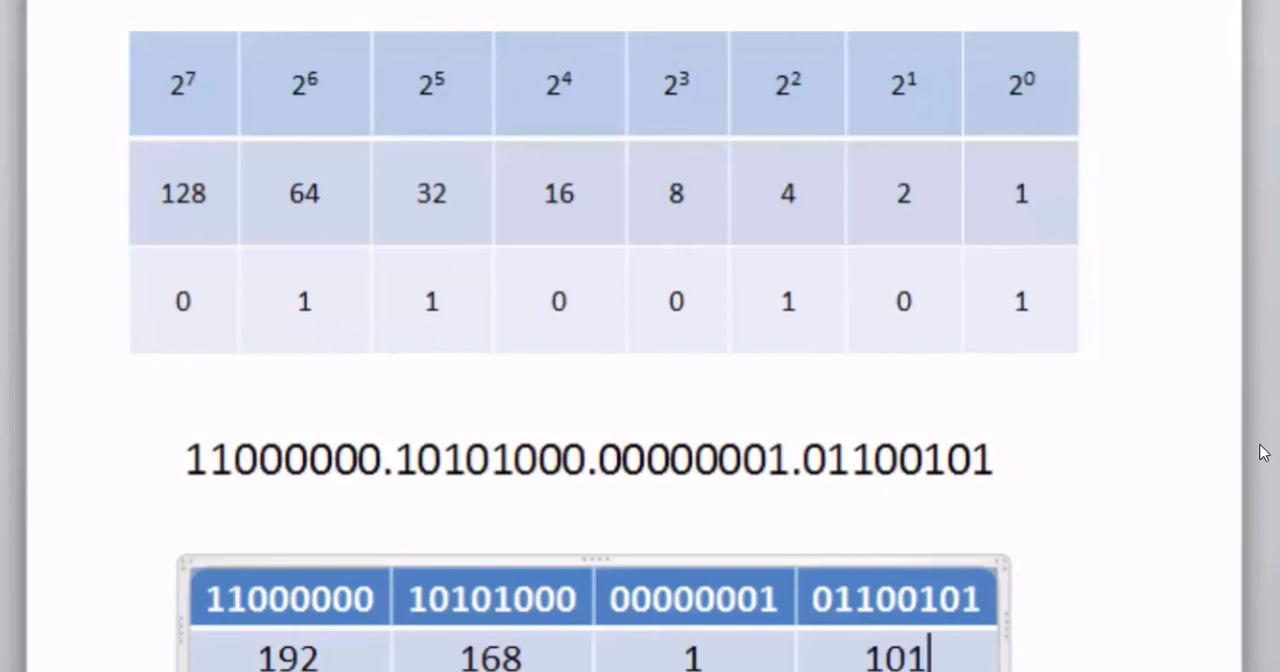 2⁷ 2⁶ 2⁵ 2⁴ 2³ 2² 2¹ 2⁰
128 64 32 16 8 4 2 1
0 1 1 0 0 1 0 1
11000000.10101000.00000001.01100101
11000000 10101000 00000001 01100101
192 168 1 101